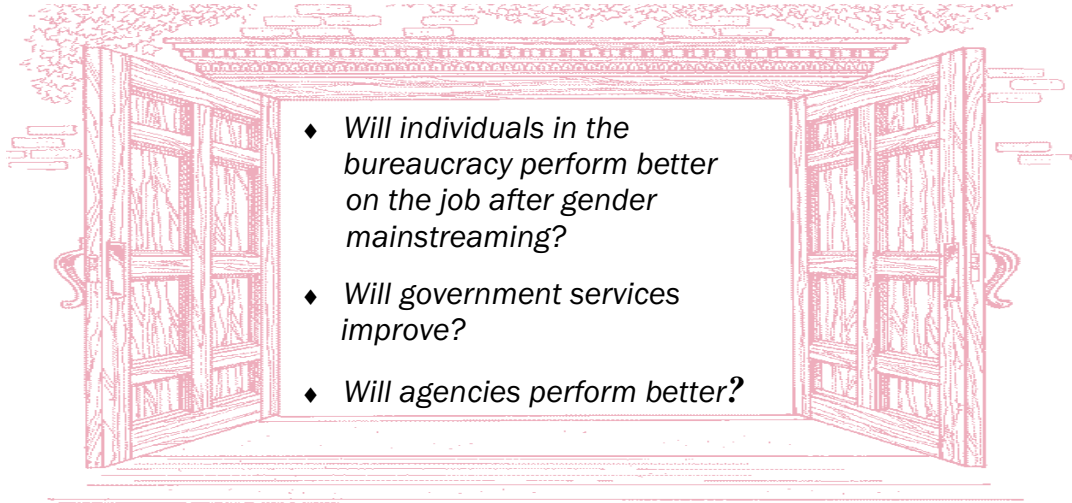 ♦ Will individuals in the
bureaucracy perform better
on the job after gender
mainstreaming?
♦ Will government services
improve?
♦ Will agencies perform better?